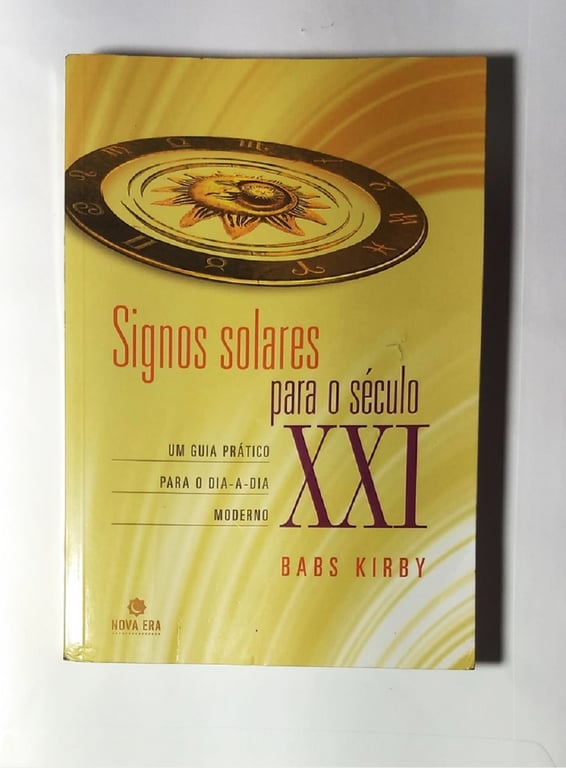 Signos solares
para o século
XXI
UM GUIA PRÁTICO
PARA O DIA-A-DIA
MODERNO
BABS KIRBY
NOVA ERA